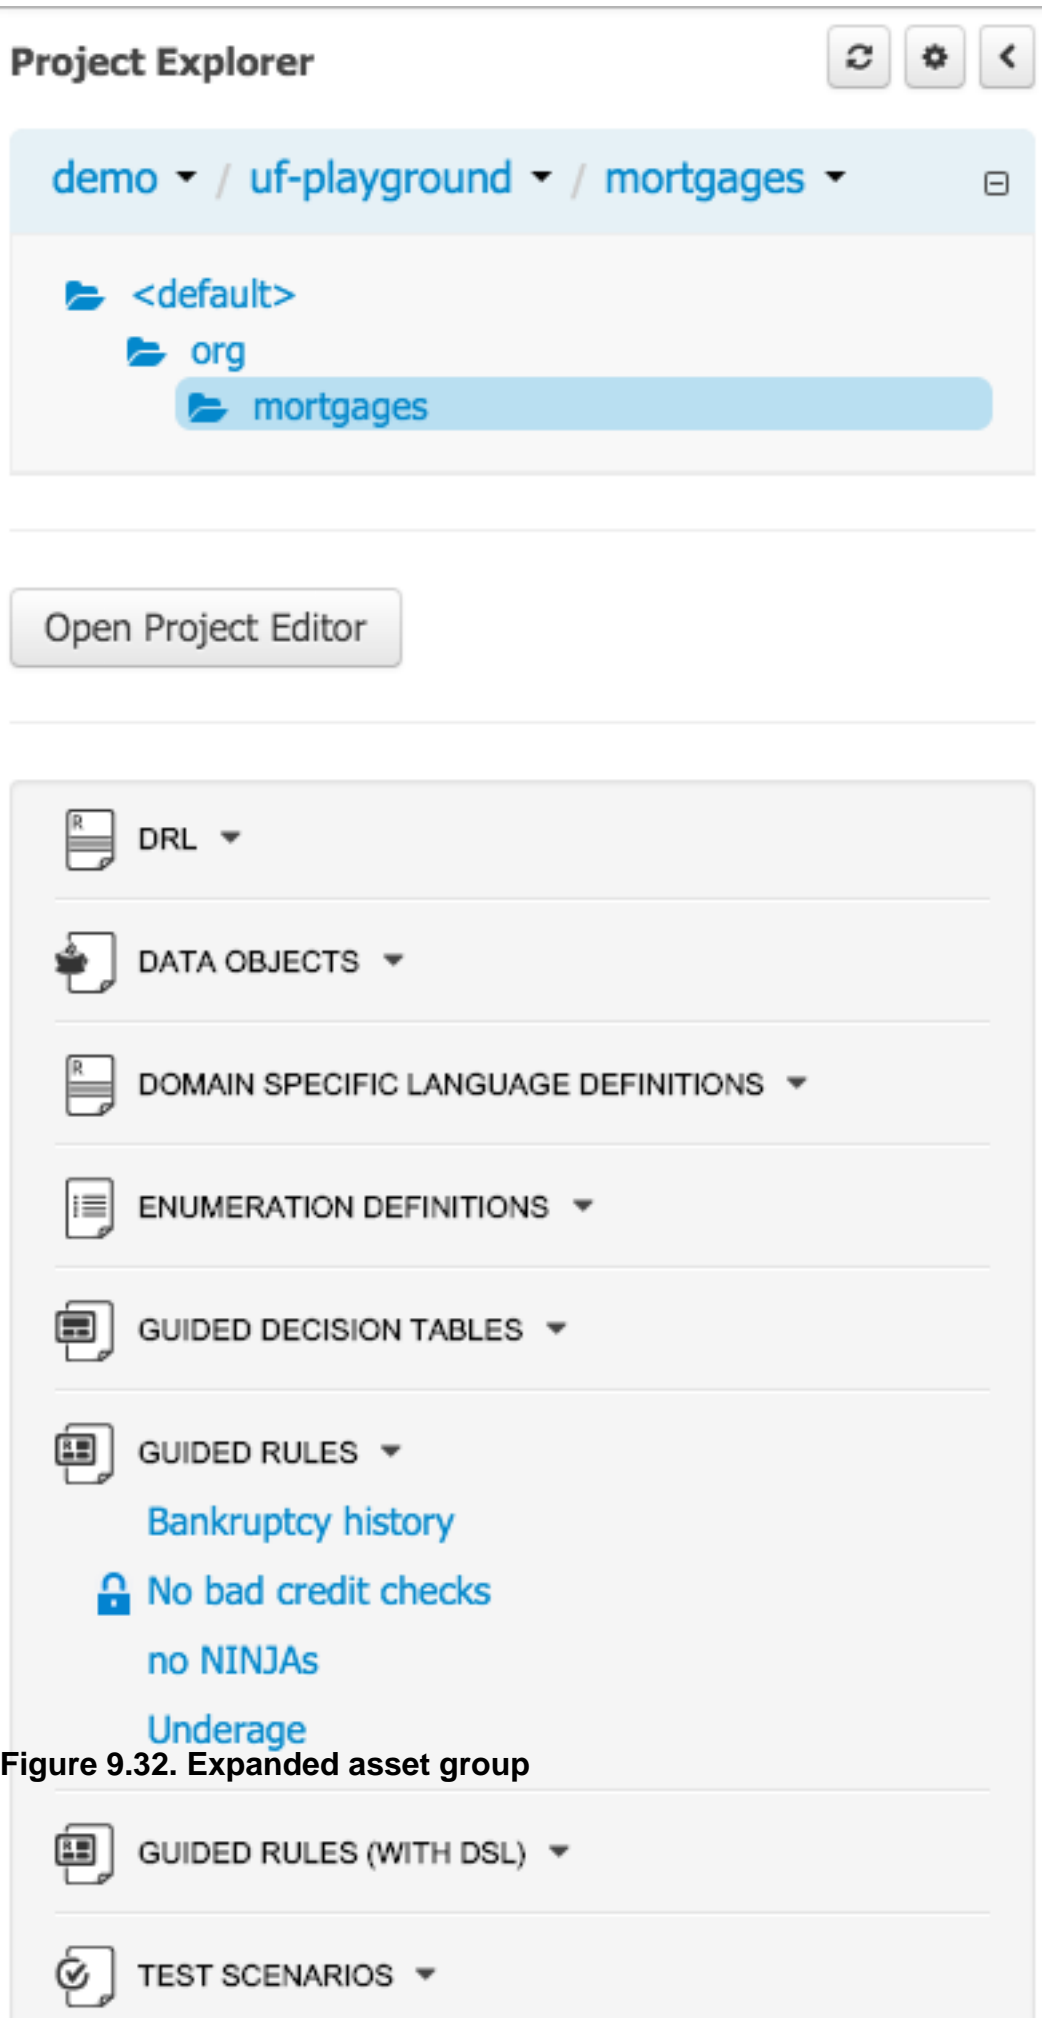 Project Explorer
demo / uf-playground / mortgages
<default>
org
mortgages
Open Project Editor
DRL
DATA OBJECTS
DOMAIN SPECIFIC LANGUAGE DEFINITIONS
ENUMERATION DEFINITIONS
GUIDED DECISION TABLES
GUIDED RULES
Bankruptcy history
No bad credit checks
no NINJAs
Underage
Figure 9.32. Expanded asset group
GUIDED RULES (WITH DSL)
TEST SCENARIOS